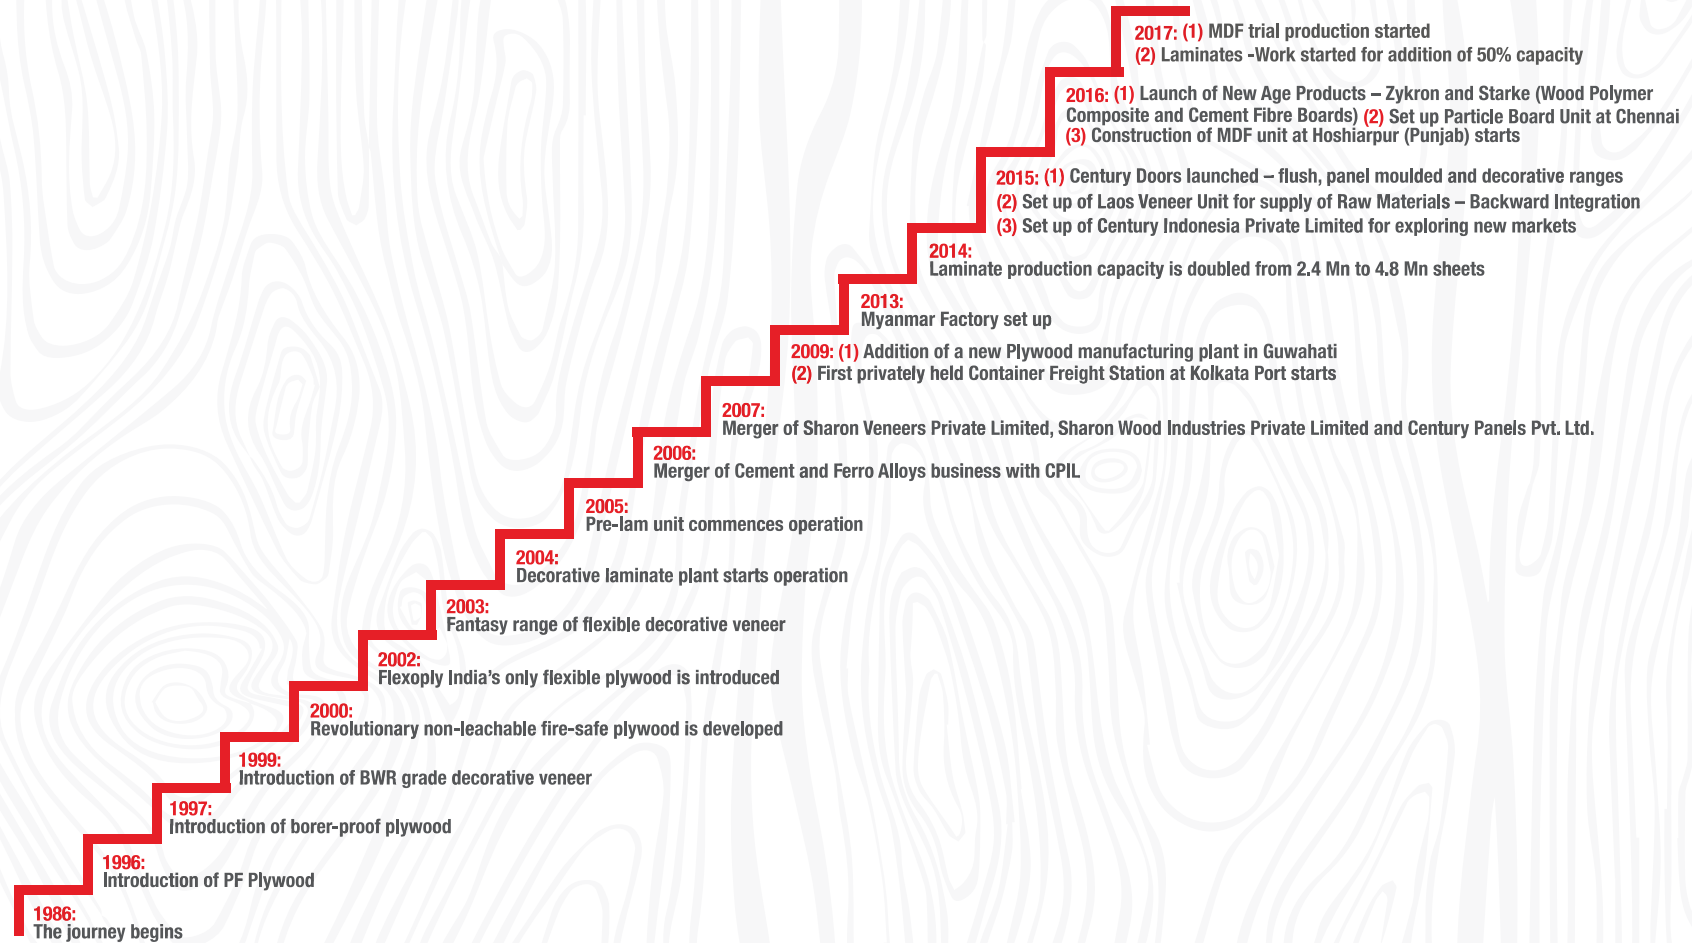 2017: (1) MDF trial production started
(2) Laminates -Work started for addition of 50% capacity
2016: (1) Launch of New Age Products – Zykron and Starke (Wood Polymer
Composite and Cement Fibre Boards) (2) Set up Particle Board Unit at Chennai
(3) Construction of MDF unit at Hoshiarpur (Punjab) starts
2015: (1) Century Doors launched – flush, panel moulded and decorative ranges
(2) Set up of Laos Veneer Unit for supply of Raw Materials – Backward Integration
(3) Set up of Century Indonesia Private Limited for exploring new markets
2014:
Laminate production capacity is doubled from 2.4 Mn to 4.8 Mn sheets
2013:
Myanmar Factory set up
2009: (1) Addition of a new Plywood manufacturing plant in Guwahati
(2) First privately held Container Freight Station at Kolkata Port starts
2007:
Merger of Sharon Veneers Private Limited, Sharon Wood Industries Private Limited and Century Panels Pvt. Ltd.
2006:
Merger of Cement and Ferro Alloys business with CPIL
2005:
Pre-lam unit commences operation
2004:
Decorative laminate plant starts operation
2003:
Fantasy range of flexible decorative veneer
2002:
Flexoply India's only flexible plywood is introduced
2000:
Revolutionary non-leachable fire-safe plywood is developed
1999:
Introduction of BWR grade decorative veneer
1997:
Introduction of borer-proof plywood
1996:
Introduction of PF Plywood
1986:
The journey begins